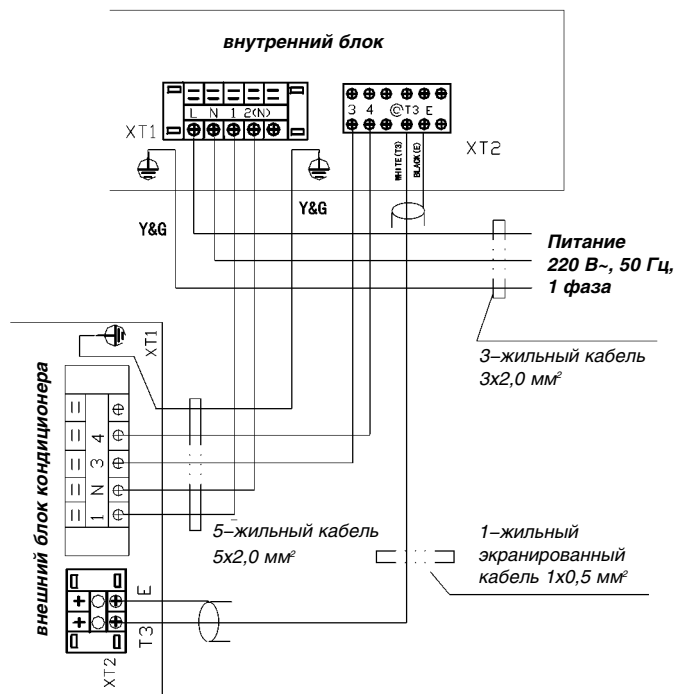 внутренний блок
L N 1 2(N)
XT1
3 4 T3 E
XT2
WHITE(T3)
BLACK(E)
Y&G
Y&G
Питание
220 В~, 50 Гц,
1 фаза
3–жильный кабель
3х2,0 мм²
внешний блок кондиционера
XT1
1 N 3 4
5–жильный кабель
5х2,0 мм²
1–жильный
экранированный
кабель 1х0,5 мм²
T3 E
XT2